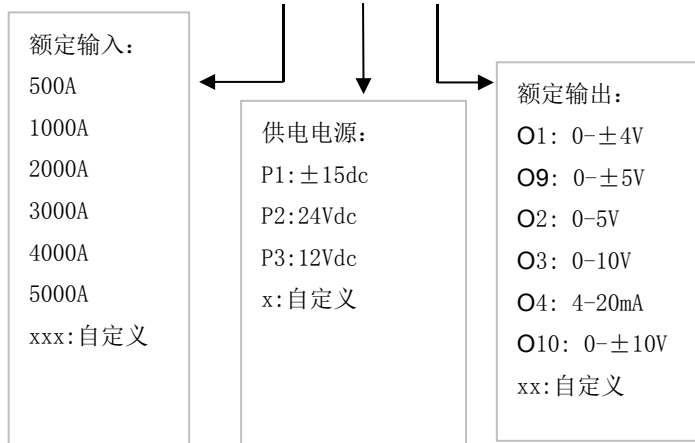 额定输入：
500A
1000A
2000A
3000A
4000A
5000A
xxx:自定义
供电电源：
P1:±15dc
P2:24Vdc
P3:12Vdc
x:自定义
额定输出：
O1: 0-±4V
O9: 0-±5V
O2: 0-5V
O3: 0-10V
O4: 4-20mA
O10: 0-±10V
xx:自定义